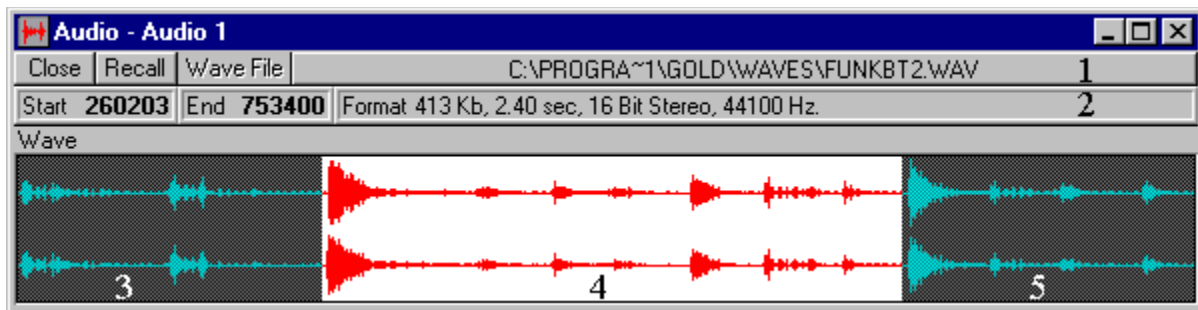 Audio - Audio 1
Close Recall Wave File C:\PROGRA~1\GOLD\WAVES\FUNKBT2.WAV 1
Start 260203 End 753400 Format 413 Kb, 2.40 sec, 16 Bit Stereo, 44100 Hz. 2
Wave
3 4 5